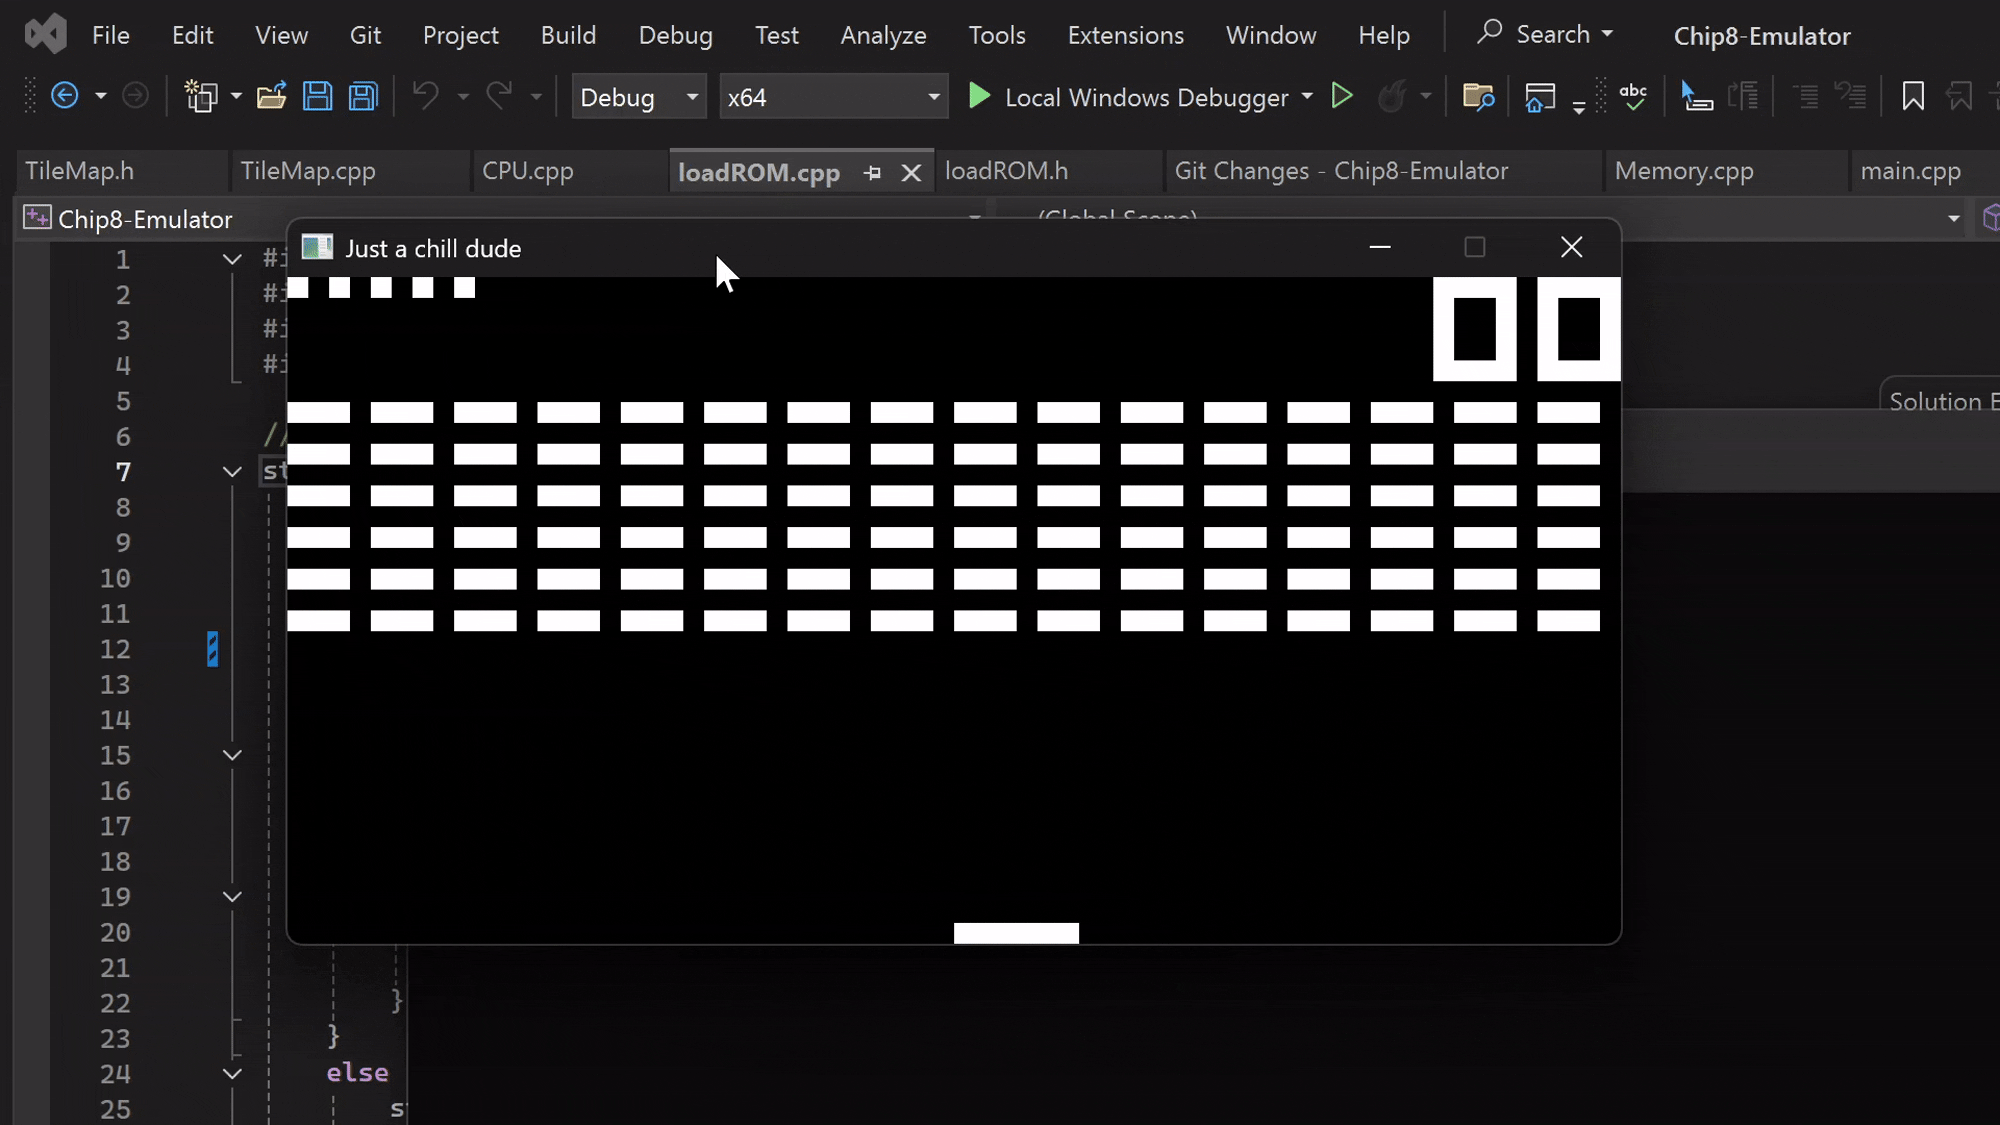 File Edit View Git Project Build Debug Test Analyze Tools Extensions Window Help Search Chip8-Emulator
Debug x64 Local Windows Debugger abc
TileMap.h TileMap.cpp CPU.cpp loadROM.cpp loadROM.h Git Changes - Chip8-Emulator Memory.cpp main.cpp
Chip8-Emulator (Global Scope)
Just a chill dude
00
Solution E
1 #i
2 #i
3 #i
4 #i
5
6 //
7 st
8
9
10
11
12
13
14
15
16
17
18
19
20
21
22 }
23 }
24 else
25 s